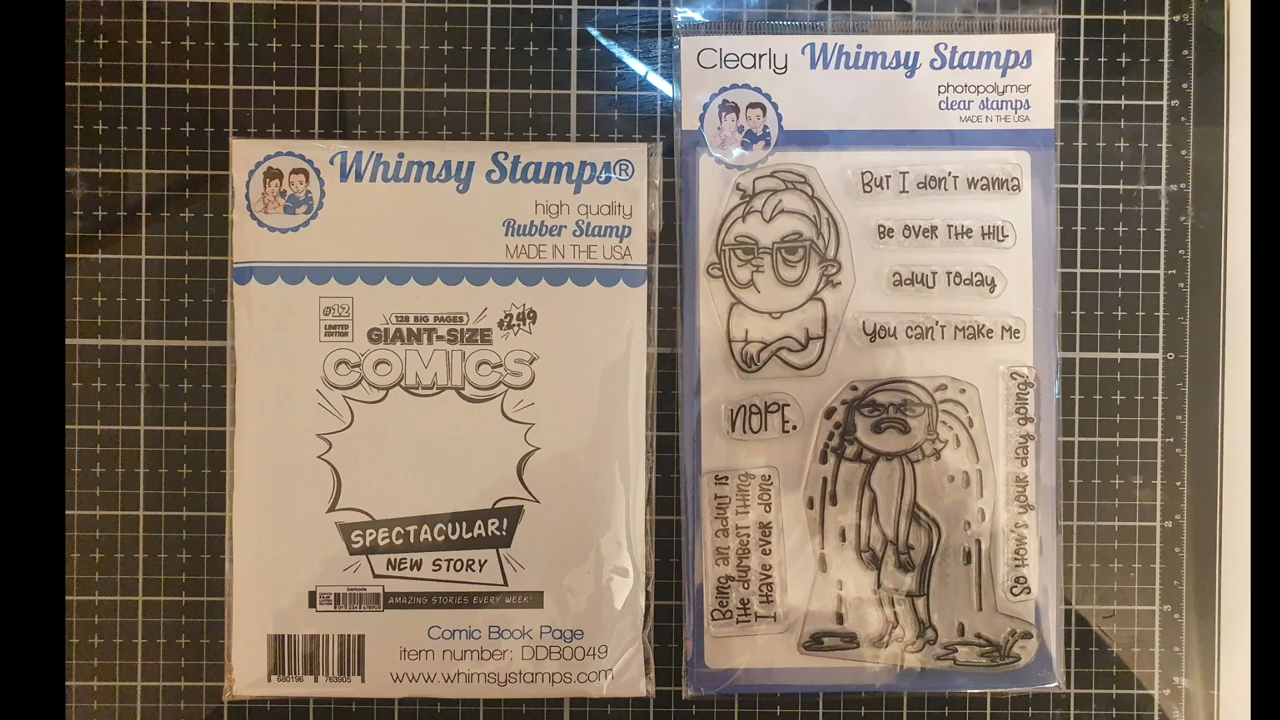 Whimsy Stamps®
high quality
Rubber Stamp
MADE IN THE USA
#12
LIMITED
EDITION
128 BIG PAGES
$2.49
GIANT-SIZE
COMICS
SPECTACULAR!
NEW STORY
barcode
AMAZING STORIES EVERY WEEK!
Comic Book Page
item number: DDB0049
www.whimsystamps.com
680196 763905
Clearly Whimsy Stamps
photopolymer
clear stamps
MADE IN THE USA
But I don't wanna
Be over the hill
adult today
You can't make me
NOPE.
Being an adult is
the dumbest thing
I have ever done
So how's your day going?